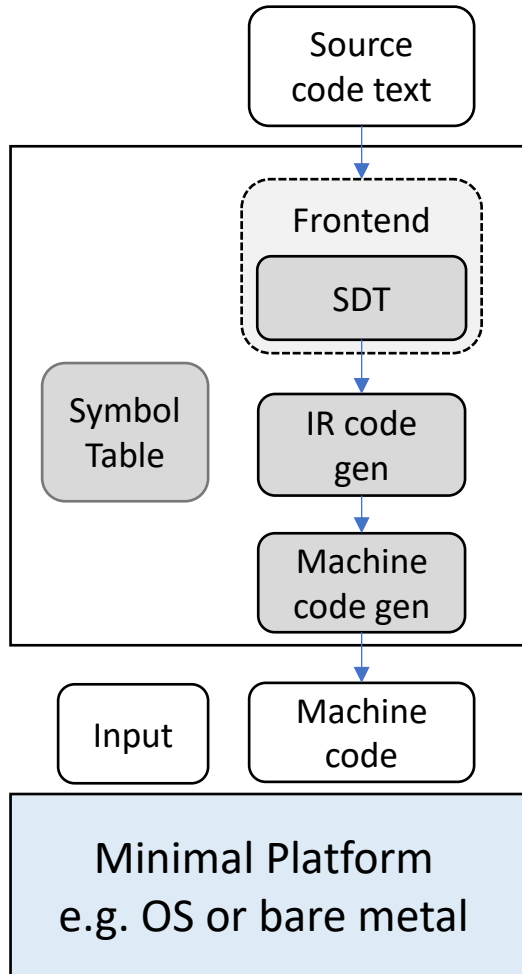 Source
code text
Frontend
SDT
Symbol
Table
IR code
gen
Machine
code gen
Input
Machine
code
Minimal Platform
e.g. OS or bare metal